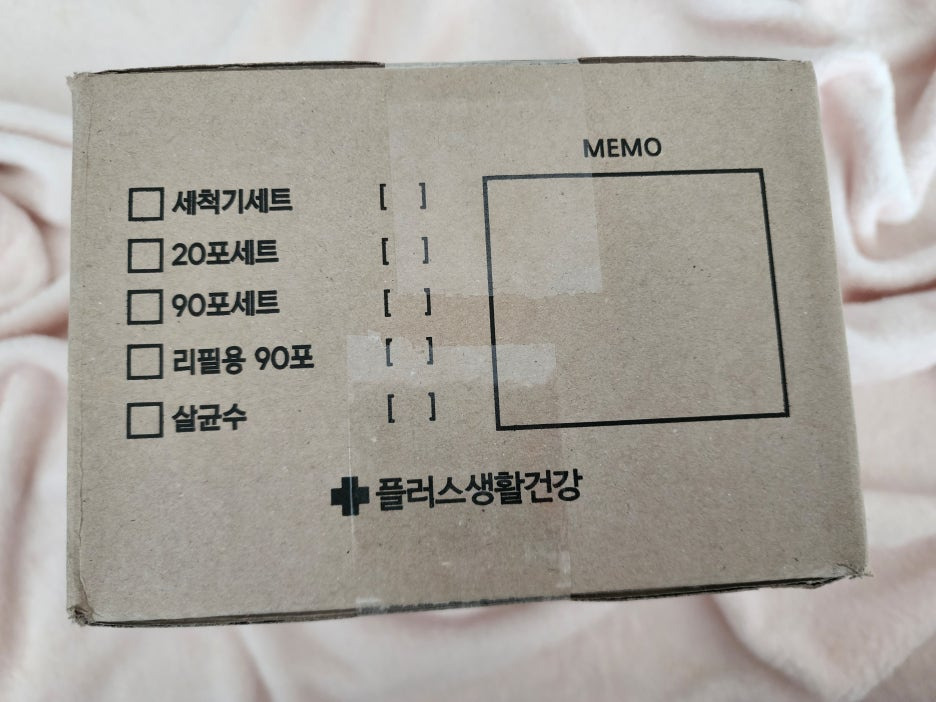 MEMO
세척기세트 [ ]
20포세트 [ ]
90포세트 [ ]
리필용 90포 [ ]
살균수 [ ]
플러스생활건강